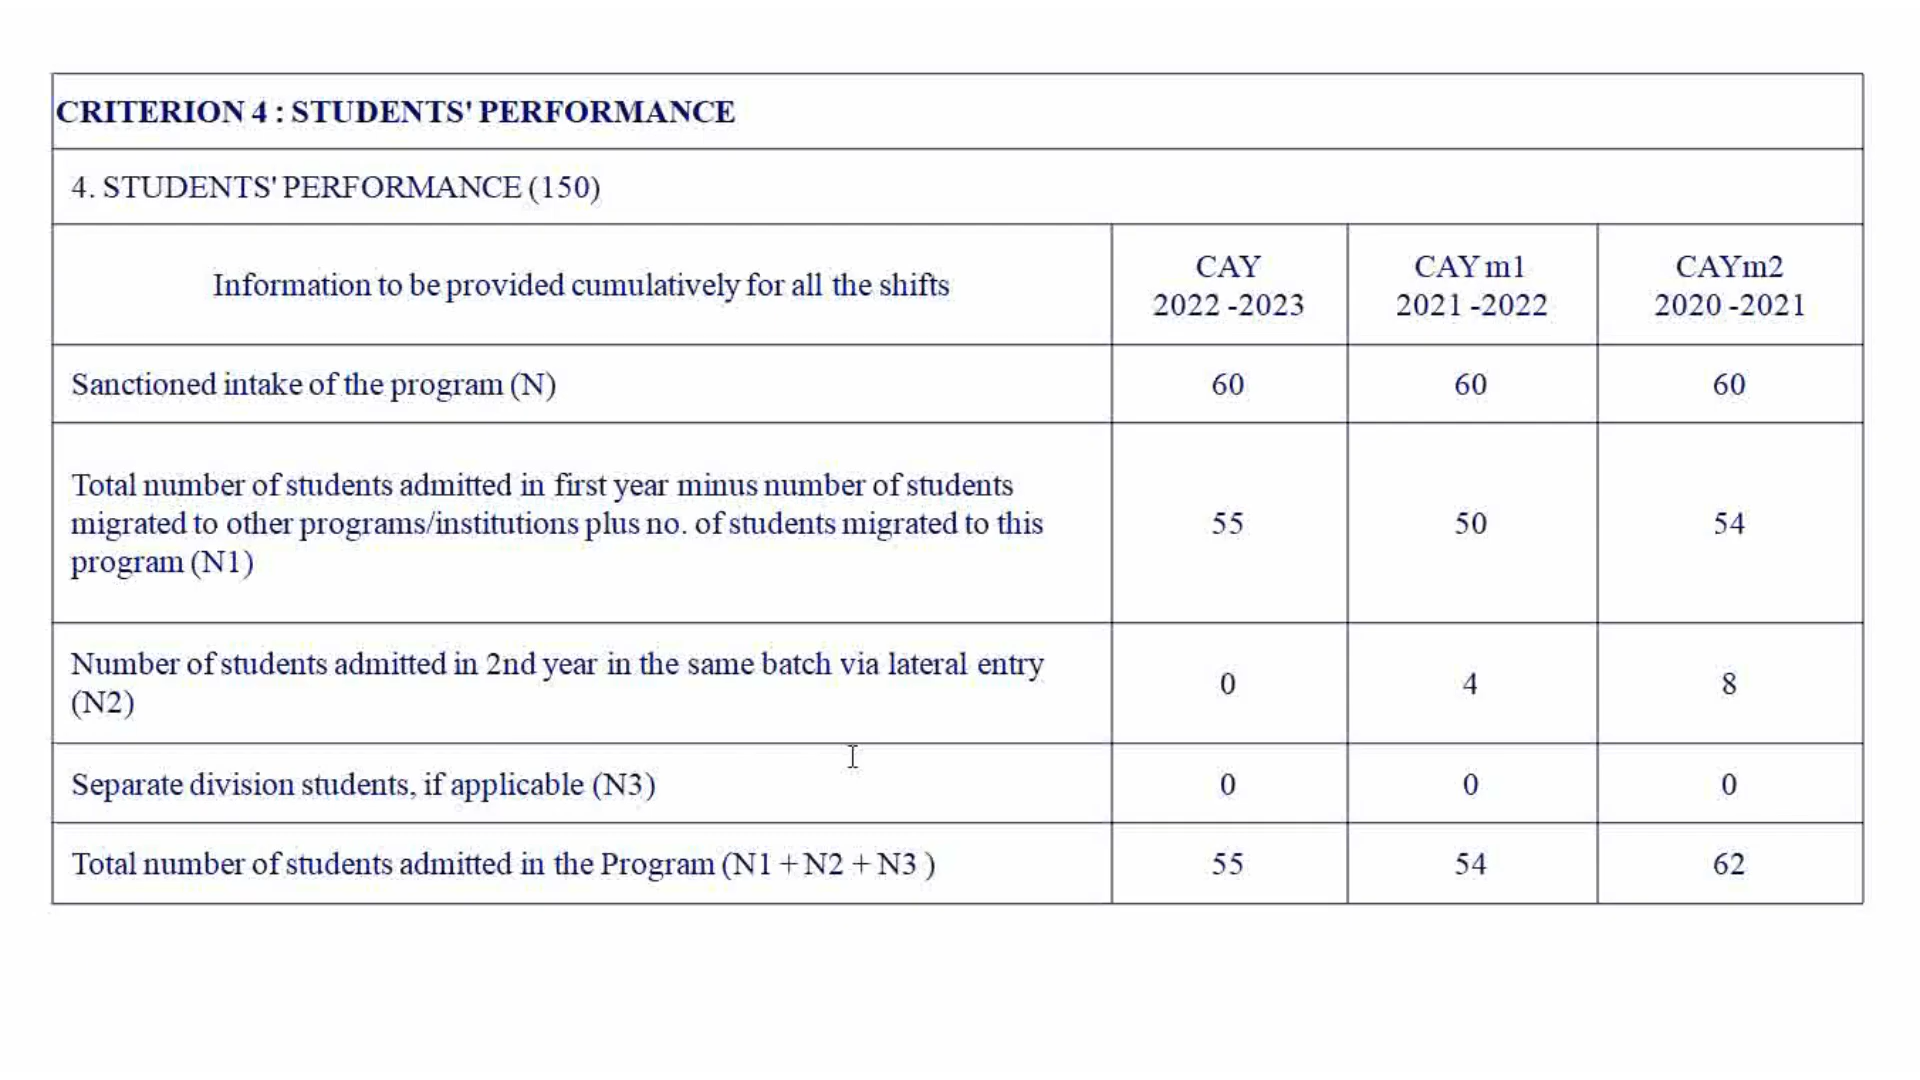 CRITERION 4 : STUDENTS' PERFORMANCE
4. STUDENTS' PERFORMANCE (150)
Information to be provided cumulatively for all the shifts
CAY
2022 -2023
CAY m1
2021 -2022
CAYm2
2020 -2021
Sanctioned intake of the program (N)
60
60
60
Total number of students admitted in first year minus number of students
migrated to other programs/institutions plus no. of students migrated to this
program (N1)
55
50
54
Number of students admitted in 2nd year in the same batch via lateral entry
(N2)
0
4
8
Separate division students, if applicable (N3)
0
0
0
Total number of students admitted in the Program (N1 + N2 + N3 )
55
54
62